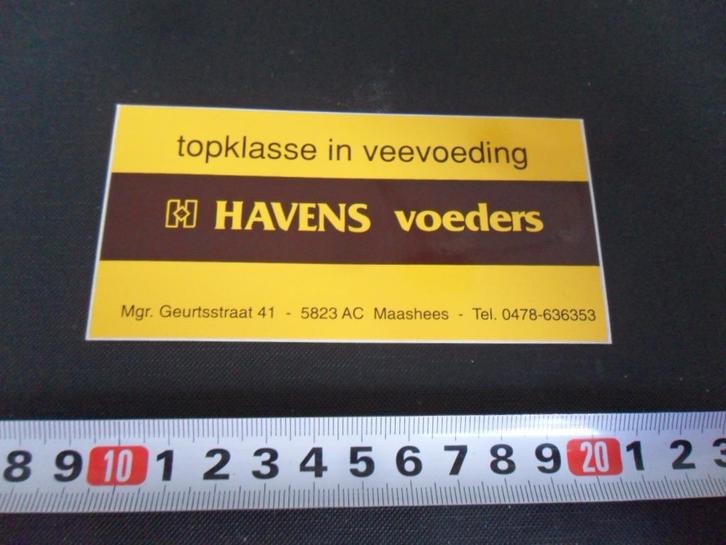 topklasse in veevoeding
HAVENS voeders
Mgr. Geurtsstraat 41 - 5823 AC Maashees - Tel. 0478-636353
8 9 10 1 2 3 4 5 6 7 8 9 20 1 2 3